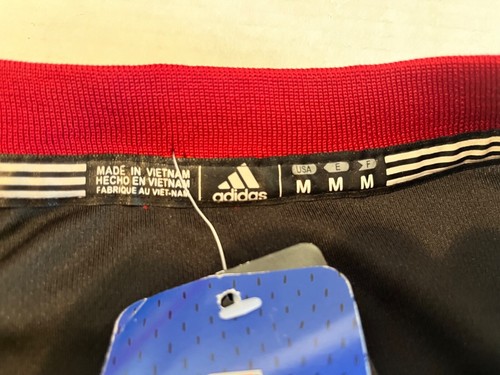 MADE IN VIETNAM
HECHO EN VIETNAM
FABRIQUE AU VIET-NAM
adidas
USA E F
M M M